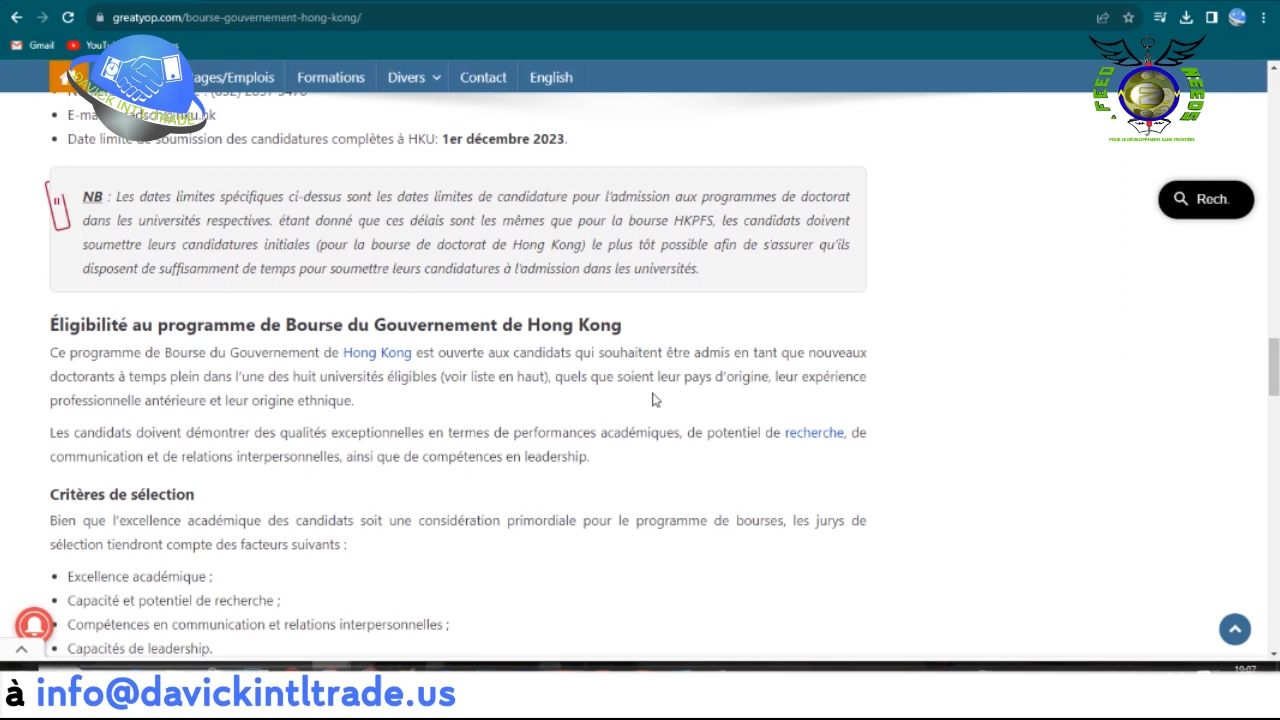 greatyop.com/bourse-gouvernement-hong-kong/
Gmail
DAVICK INT'L TRADE
Formations
Divers
Contact
English
FEEDNEEDS
POUR LE DÉVELOPPEMENT SANS FRONTIÈRE
Date limite de soumission des candidatures complètes à HKU: 1er décembre 2023.
NB : Les dates limites spécifiques ci-dessus sont les dates limites de candidature pour l'admission aux programmes de doctorat
dans les universités respectives. étant donné que ces délais sont les mêmes que pour la bourse HKPFS, les candidats doivent
soumettre leurs candidatures initiales (pour la bourse de doctorat de Hong Kong) le plus tôt possible afin de s'assurer qu'ils
disposent de suffisamment de temps pour soumettre leurs candidatures à l'admission dans les universités.
Rech.
Éligibilité au programme de Bourse du Gouvernement de Hong Kong
Ce programme de Bourse du Gouvernement de Hong Kong est ouverte aux candidats qui souhaitent être admis en tant que nouveaux
doctorants à temps plein dans l'une des huit universités éligibles (voir liste en haut), quels que soient leur pays d'origine, leur expérience
professionnelle antérieure et leur origine ethnique.
Les candidats doivent démontrer des qualités exceptionnelles en termes de performances académiques, de potentiel de recherche, de
communication et de relations interpersonnelles, ainsi que de compétences en leadership.
Critères de sélection
Bien que l'excellence académique des candidats soit une considération primordiale pour le programme de bourses, les jurys de
sélection tiendront compte des facteurs suivants :
Excellence académique ;
Capacité et potentiel de recherche ;
Compétences en communication et relations interpersonnelles ;
Capacités de leadership.
à info@davickintltrade.us